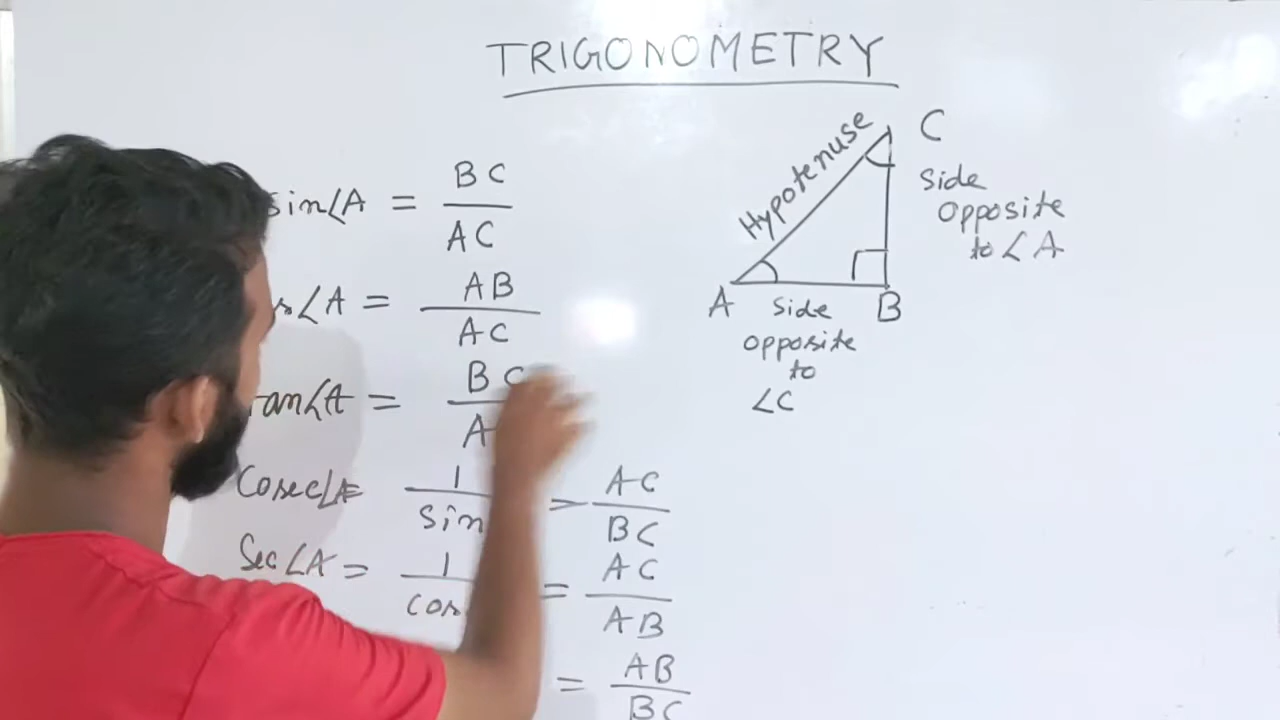 TRIGONOMETRY
sin∠A = BC
AC
∠A = AB
AC
∠A = BC
Cosec∠A = 1 = AC
sin BC
Sec∠A = 1 = AC
cos AB
= AB
BC
Hypotenuse
C
Side
Opposite
to ∠A
A Side B
Opposite
to
∠C